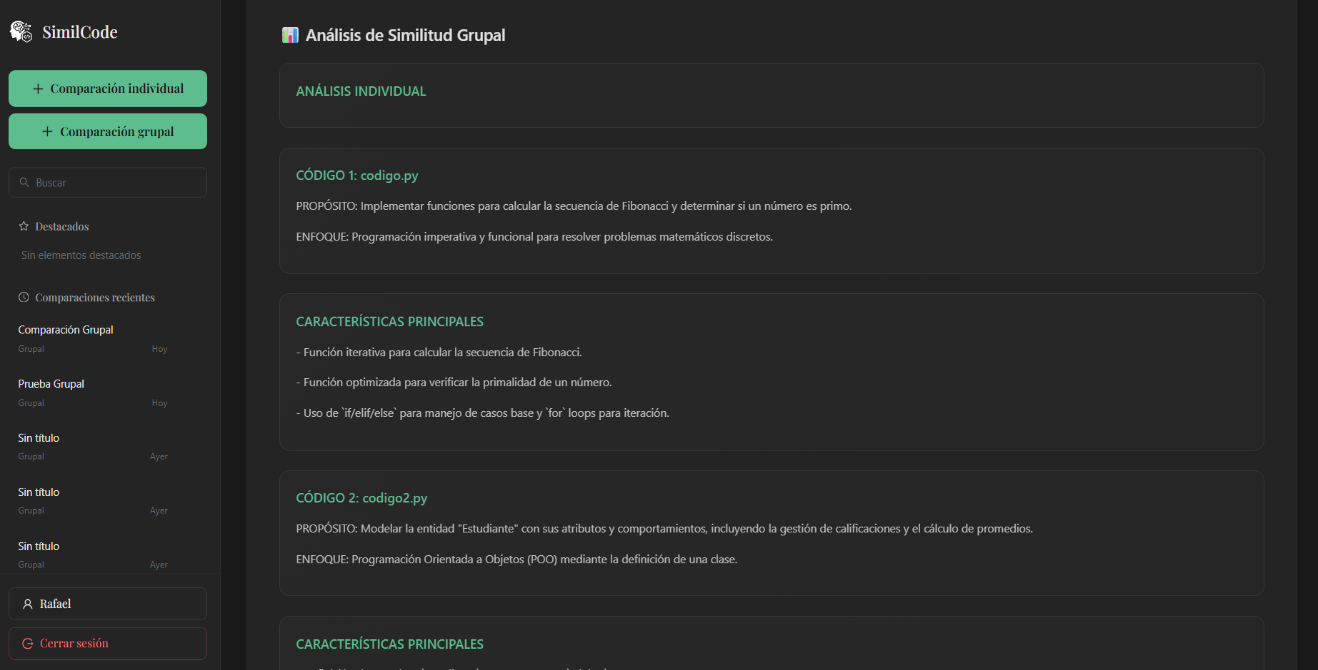 SimilCode
+ Comparación individual
+ Comparación grupal
Buscar
Destacados
Sin elementos destacados
Comparaciones recientes
Comparación Grupal
Grupal Hoy
Prueba Grupal
Grupal Hoy
Sin título
Grupal Ayer
Sin título
Grupal Ayer
Sin título
Grupal Ayer
Rafael
Cerrar sesión
Análisis de Similitud Grupal
ANÁLISIS INDIVIDUAL
CÓDIGO 1: codigo.py
PROPÓSITO: Implementar funciones para calcular la secuencia de Fibonacci y determinar si un número es primo.
ENFOQUE: Programación imperativa y funcional para resolver problemas matemáticos discretos.
CARACTERÍSTICAS PRINCIPALES
- Función iterativa para calcular la secuencia de Fibonacci.
- Función optimizada para verificar la primalidad de un número.
- Uso de `if/elif/else` para manejo de casos base y `for` loops para iteración.
CÓDIGO 2: codigo2.py
PROPÓSITO: Modelar la entidad "Estudiante" con sus atributos y comportamientos, incluyendo la gestión de calificaciones y el cálculo de promedios.
ENFOQUE: Programación Orientada a Objetos (POO) mediante la definición de una clase.
CARACTERÍSTICAS PRINCIPALES